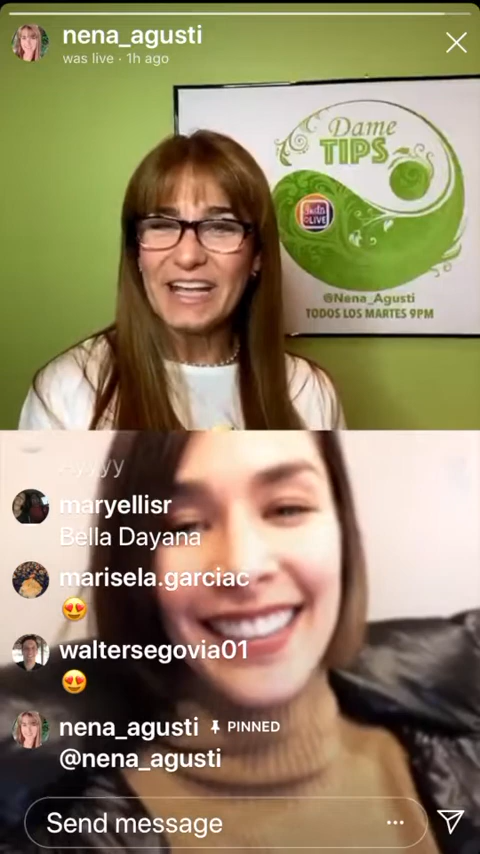 nena_agusti
was live · 1h ago
Dame
TIPS
Insta
LIVE
@Nena_Agusti
TODOS LOS MARTES 9PM
maryellisr
Bella Dayana
marisela.garciac
😍
waltersegovia01
😍
nena_agusti PINNED
@nena_agusti
Send message